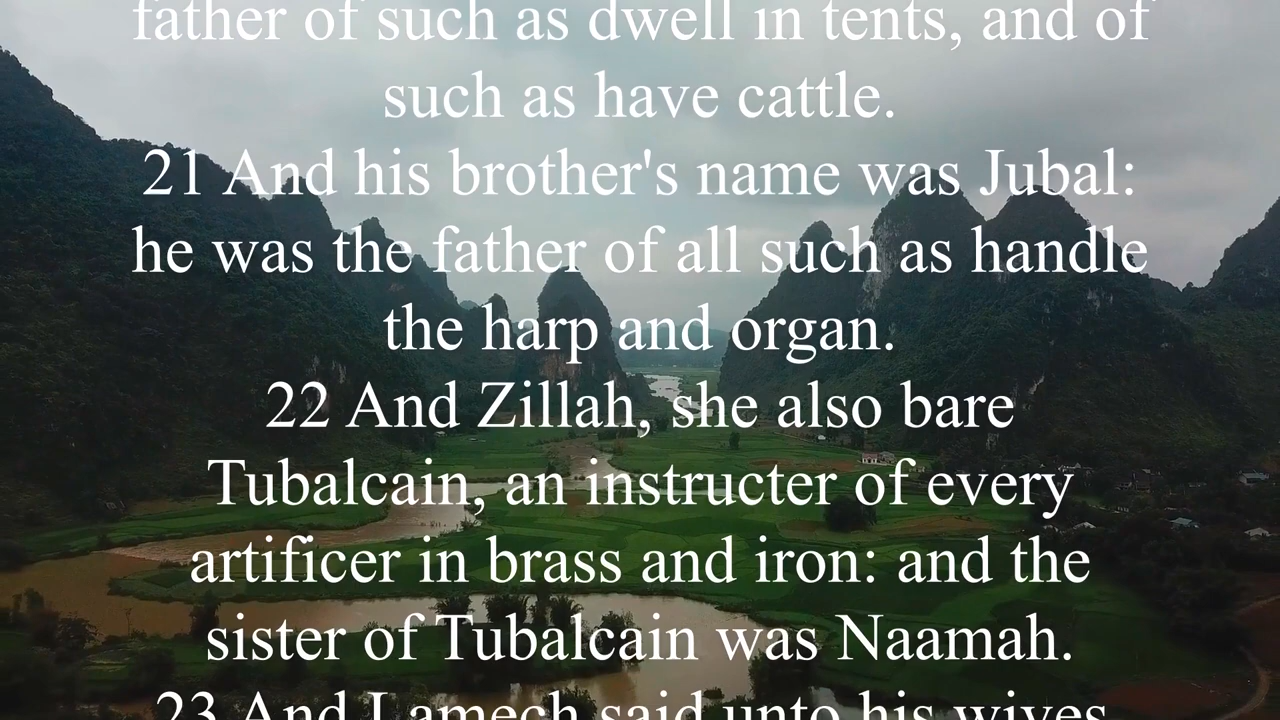 father of such as dwell in tents, and of
such as have cattle.
21 And his brother's name was Jubal:
he was the father of all such as handle
the harp and organ.
22 And Zillah, she also bare
Tubalcain, an instructer of every
artificer in brass and iron: and the
sister of Tubalcain was Naamah.
23 And Lamech said unto his wives